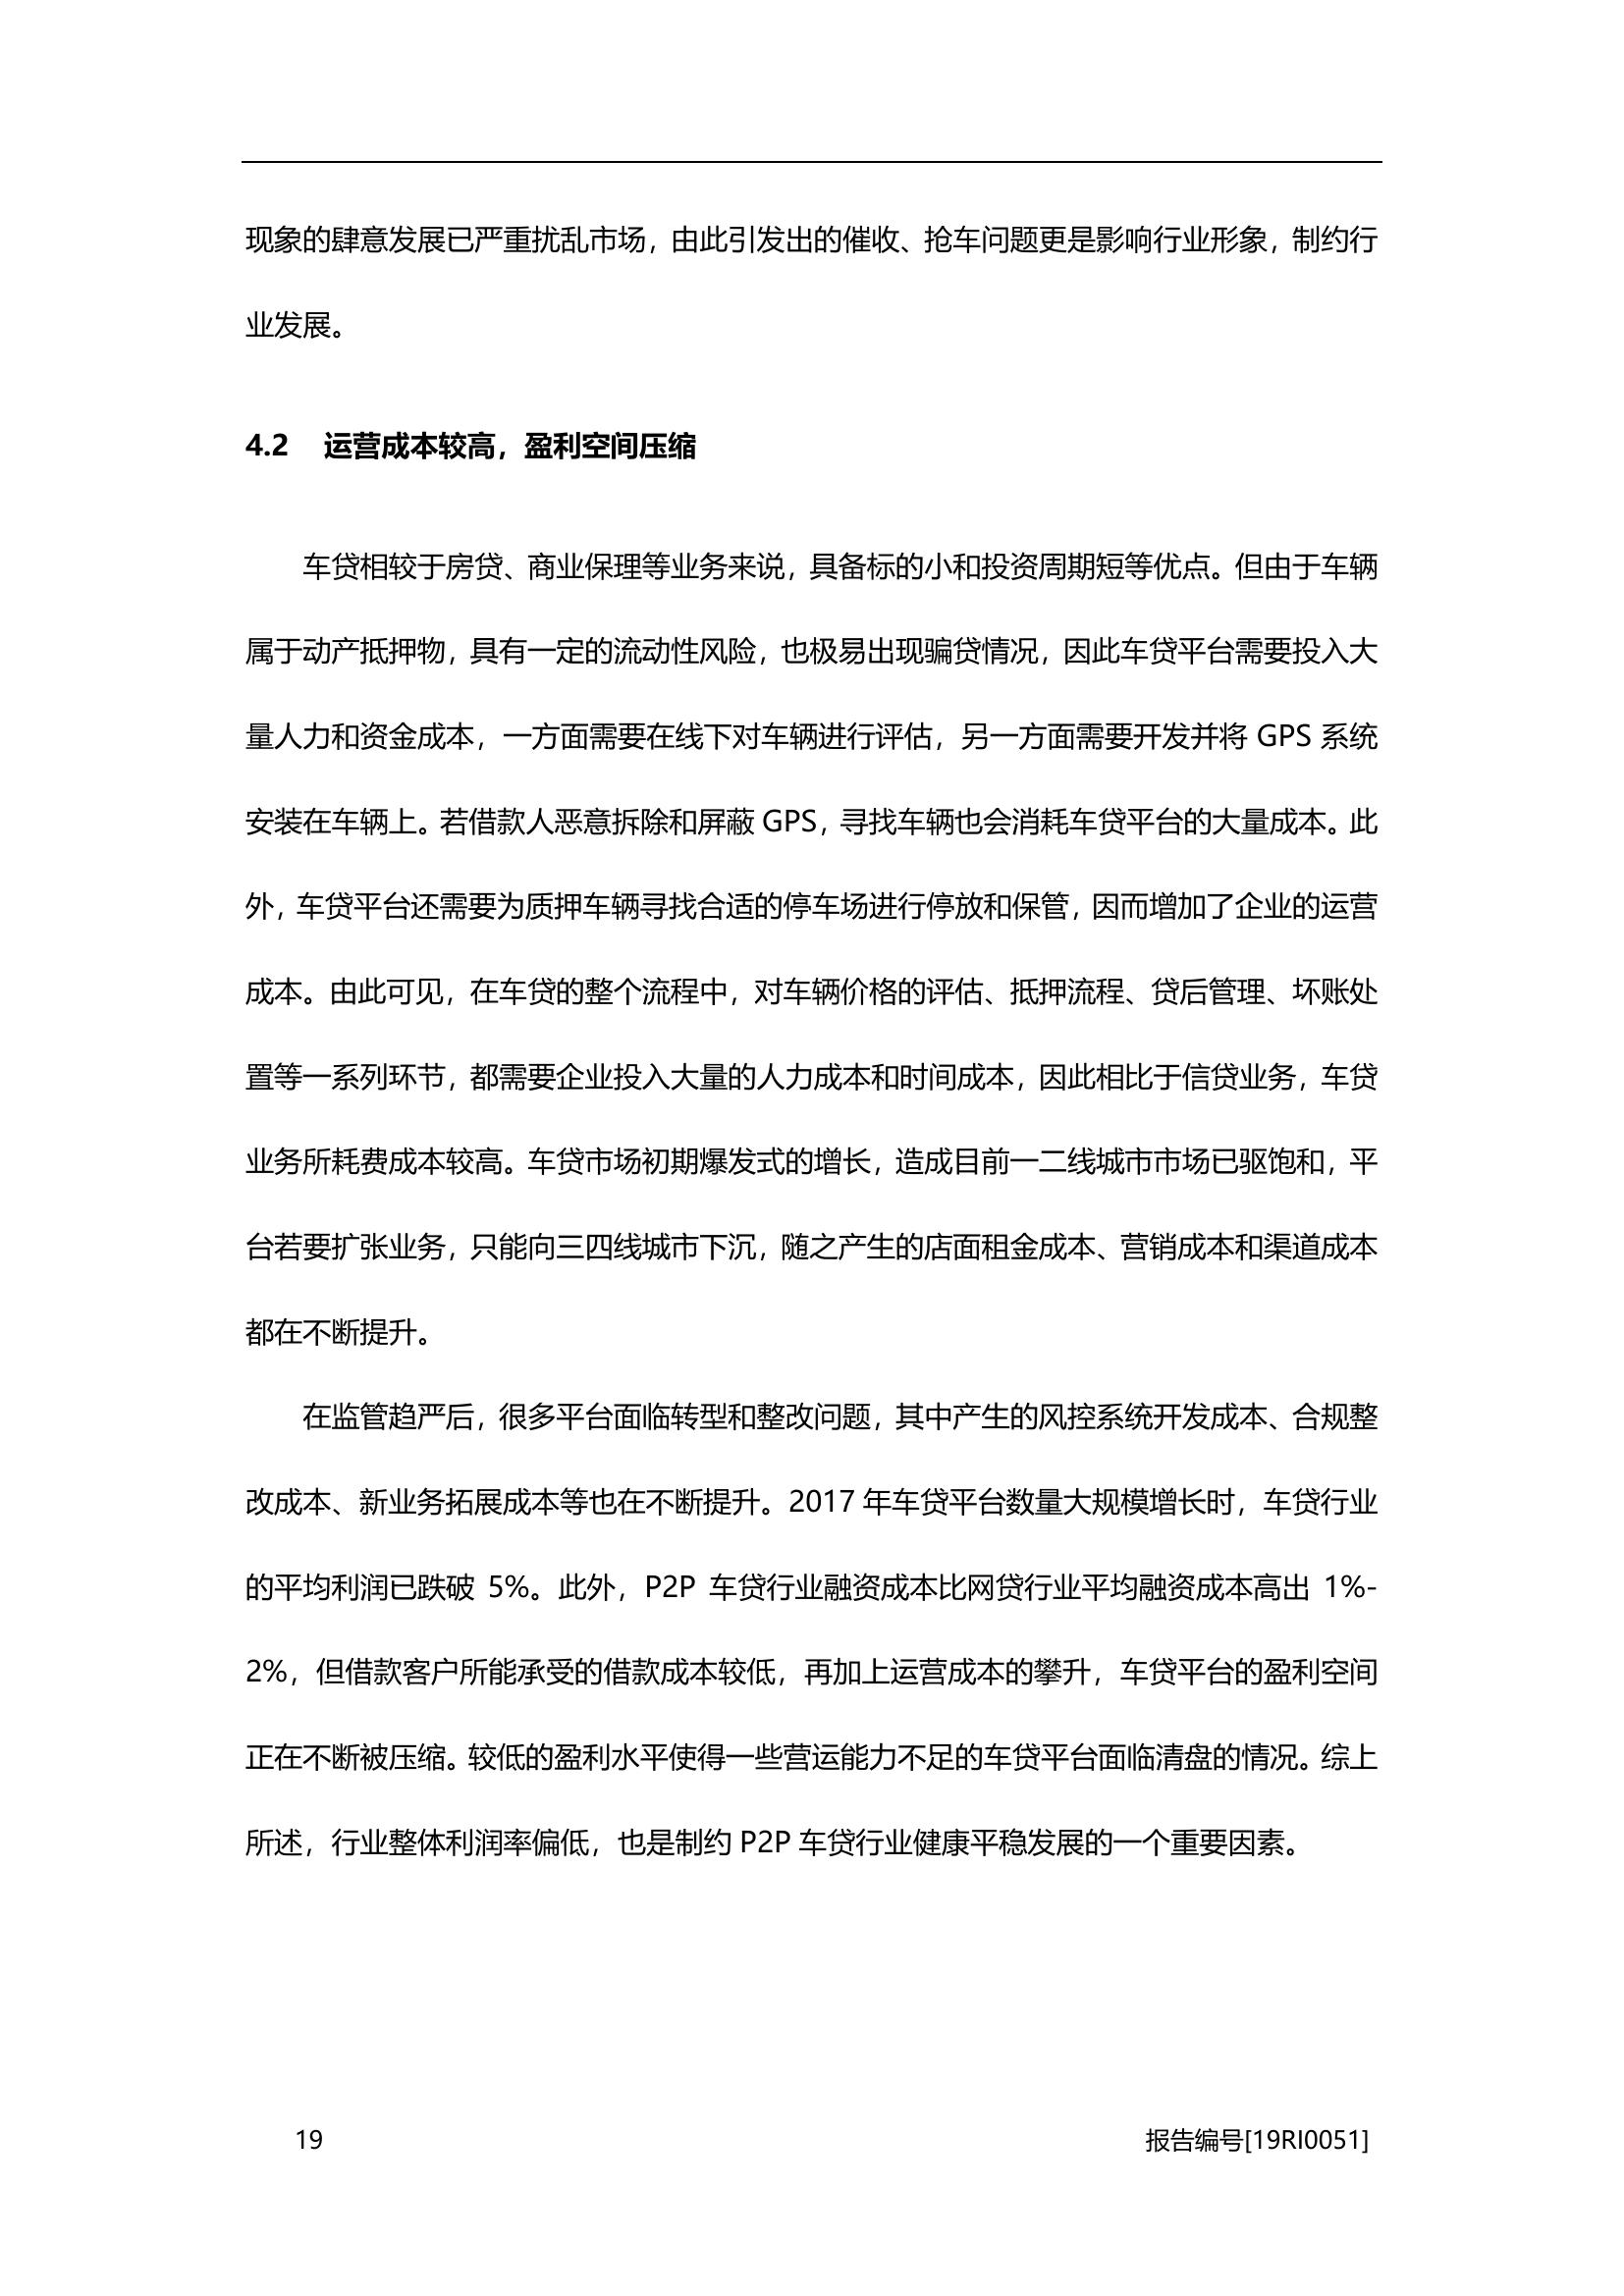 现象的肆意发展已严重扰乱市场，由此引发出的催收、抢车问题更是影响行业形象，制约行
业发展。
4.2 运营成本较高，盈利空间压缩
车贷相较于房贷、商业保理等业务来说，具备标的小和投资周期短等优点。但由于车辆
属于动产抵押物，具有一定的流动性风险，也极易出现骗贷情况，因此车贷平台需要投入大
量人力和资金成本，一方面需要在线下对车辆进行评估，另一方面需要开发并将 GPS 系统
安装在车辆上。若借款人恶意拆除和屏蔽 GPS，寻找车辆也会消耗车贷平台的大量成本。此
外，车贷平台还需要为质押车辆寻找合适的停车场进行停放和保管，因而增加了企业的运营
成本。由此可见，在车贷的整个流程中，对车辆价格的评估、抵押流程、贷后管理、坏账处
置等一系列环节，都需要企业投入大量的人力成本和时间成本，因此相比于信贷业务，车贷
业务所耗费成本较高。车贷市场初期爆发式的增长，造成目前一二线城市市场已驱饱和，平
台若要扩张业务，只能向三四线城市下沉，随之产生的店面租金成本、营销成本和渠道成本
都在不断提升。
在监管趋严后，很多平台面临转型和整改问题，其中产生的风控系统开发成本、合规整
改成本、新业务拓展成本等也在不断提升。2017 年车贷平台数量大规模增长时，车贷行业
的平均利润已跌破 5%。此外，P2P 车贷行业融资成本比网贷行业平均融资成本高出 1%-
2%，但借款客户所能承受的借款成本较低，再加上运营成本的攀升，车贷平台的盈利空间
正在不断被压缩。较低的盈利水平使得一些营运能力不足的车贷平台面临清盘的情况。综上
所述，行业整体利润率偏低，也是制约 P2P 车贷行业健康平稳发展的一个重要因素。
19 报告编号[19RI0051]